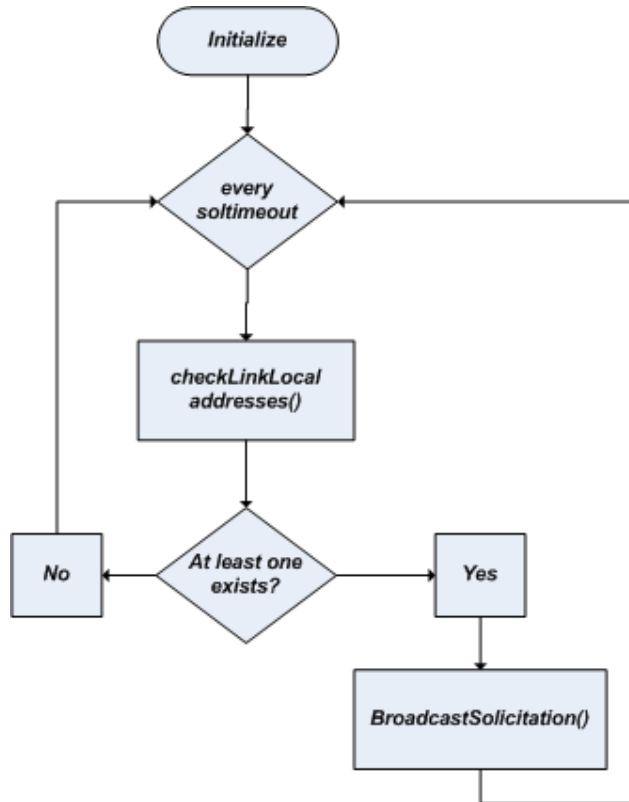 Initialize
every
soltimeout
checkLinkLocal
addresses()
At least one
exists?
No
Yes
BroadcastSolicitation()